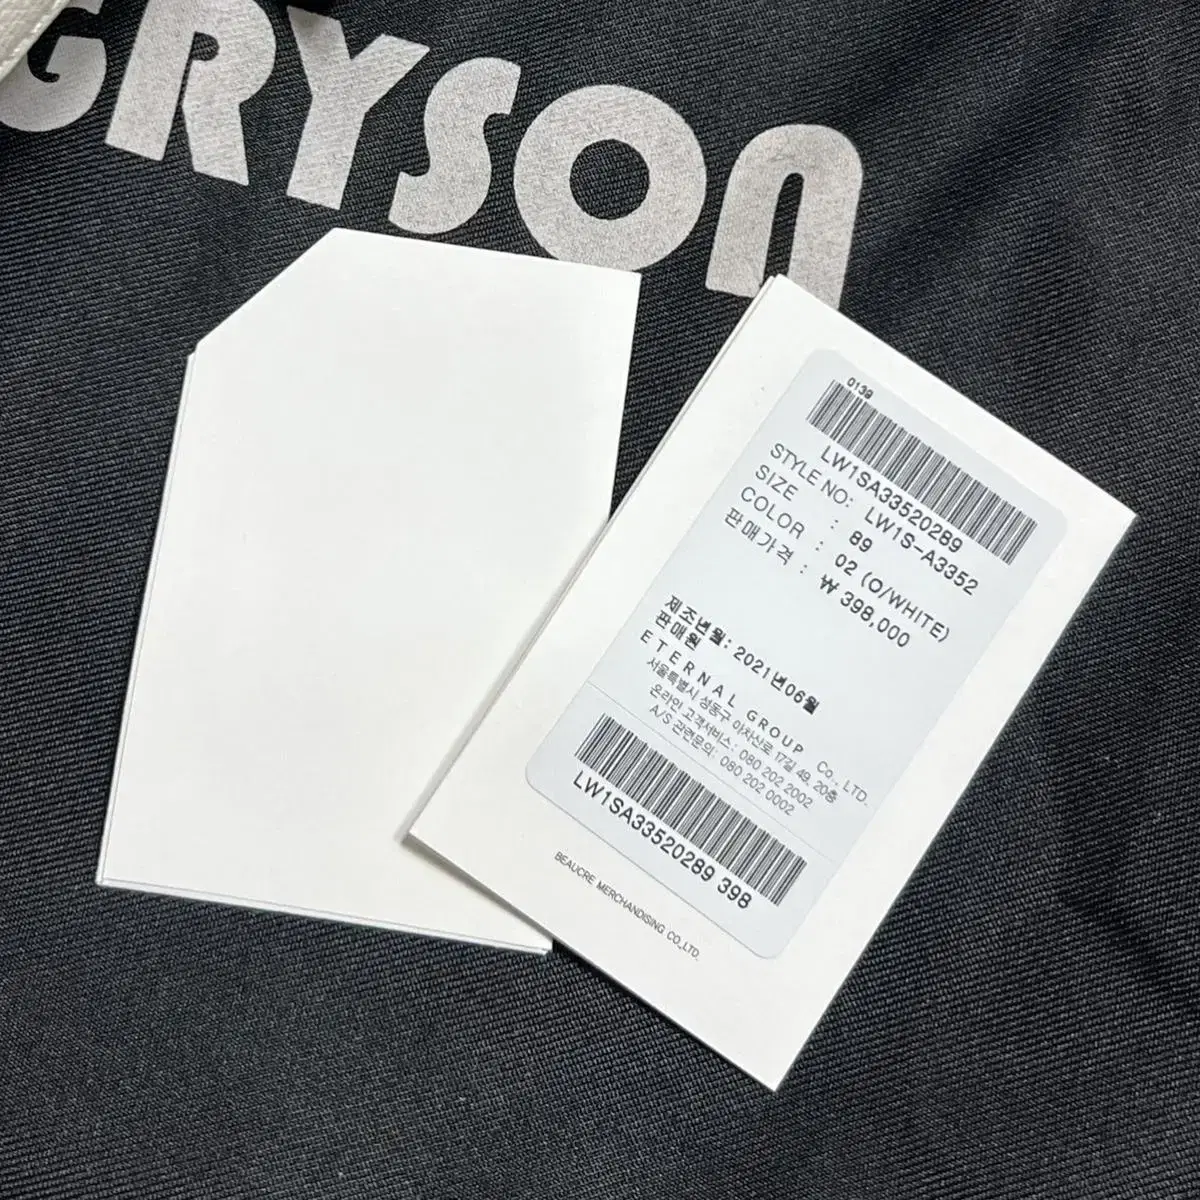 GRYSON
0139
LW1SA33520289
STYLE NO: LW1S-A3352
SIZE : 89
COLOR : 02 (O/WHITE)
판매가격 : ₩ 398,000
제조년월: 2021년06월
판매원
ETERNAL GROUP Co., LTD.
서울특별시 성동구 아차산로 17길 49, 20층
온라인 고객서비스: 080 202 2002
A/S 관련문의: 080 202 0002
LW1SA33520289 398
BEAUCRE MERCHANDISING CO.,LTD.